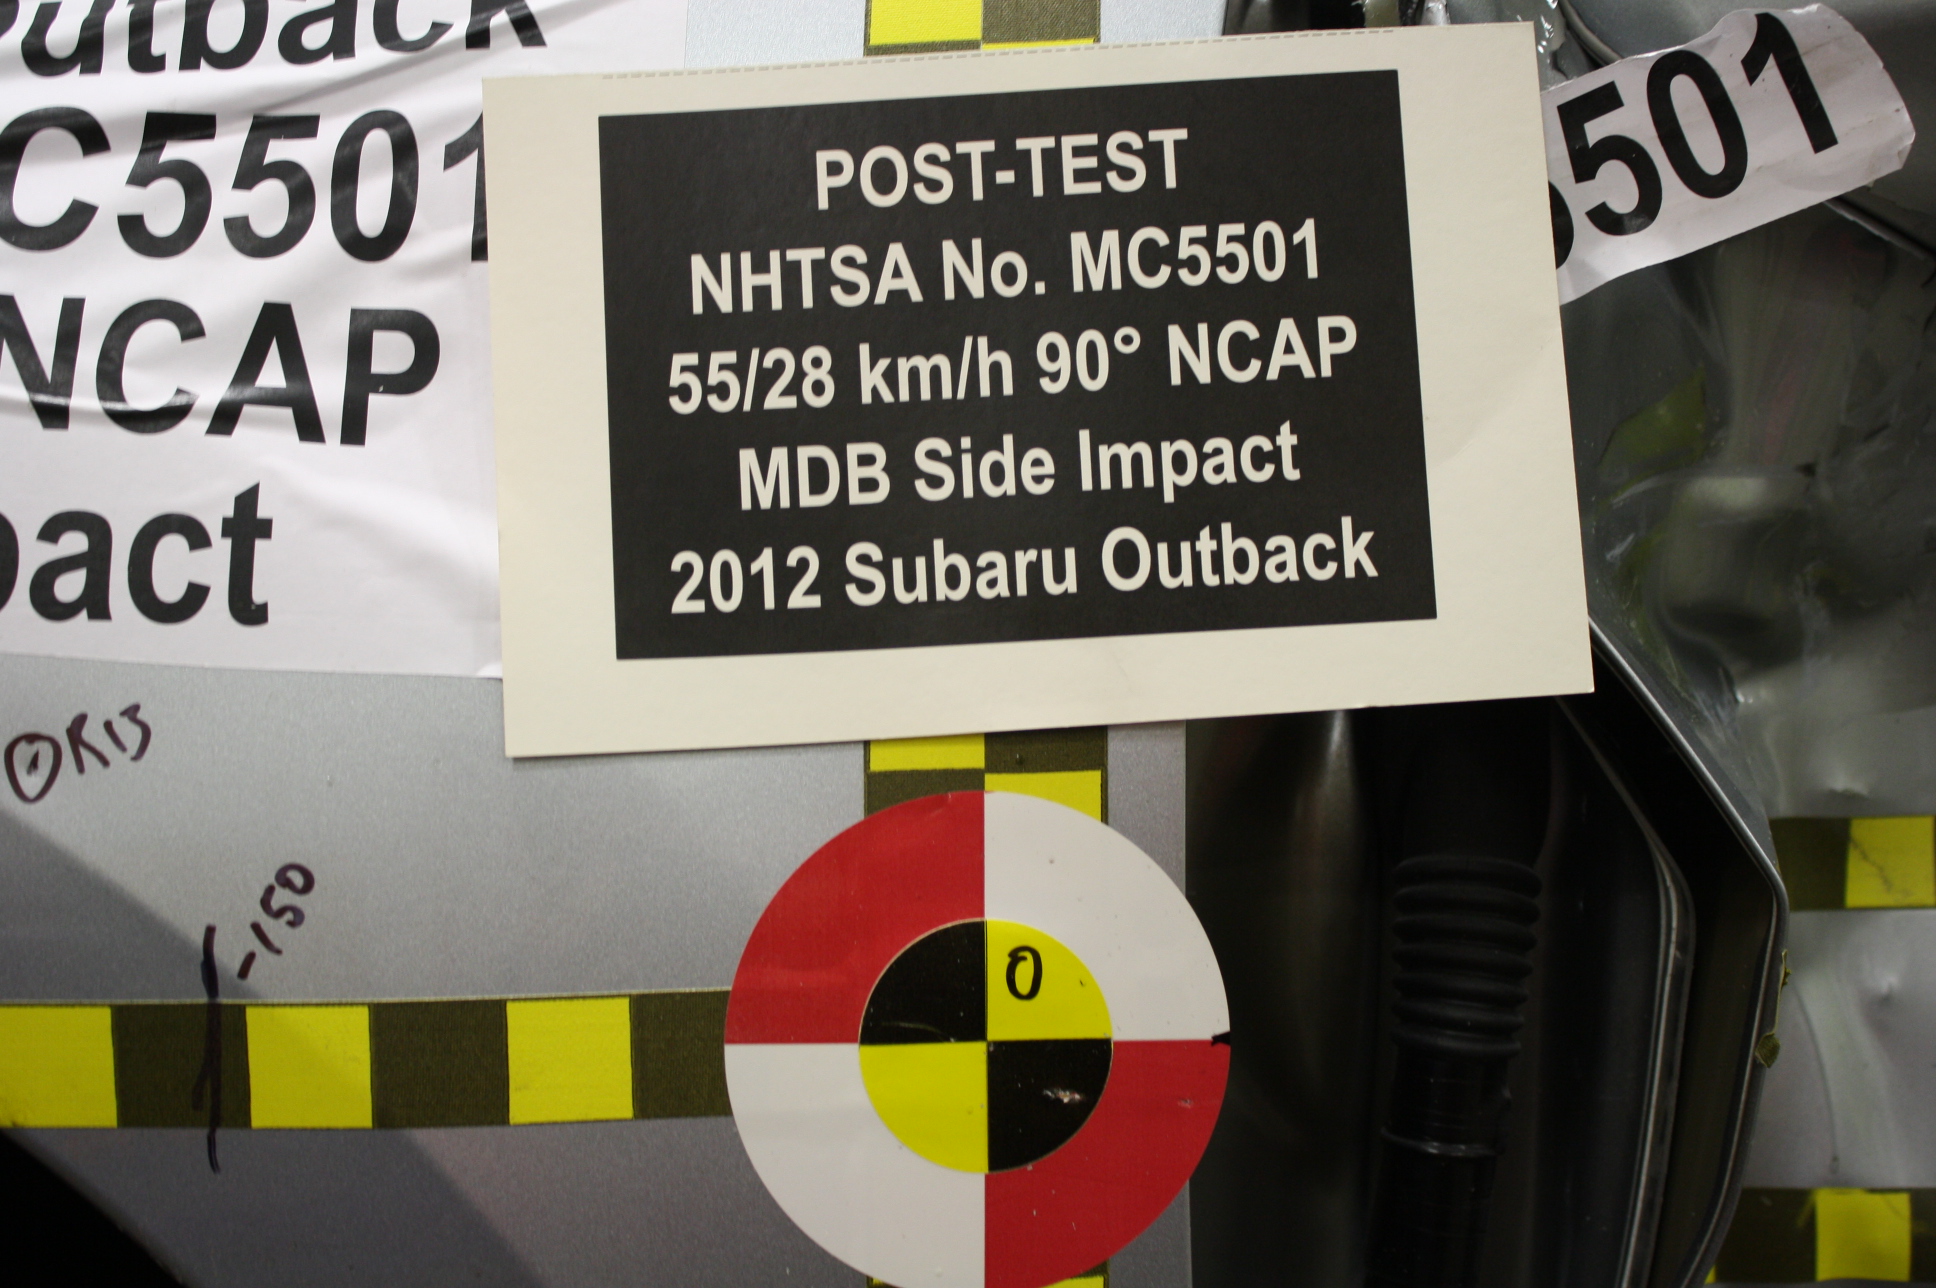 utback
C5501
NCAP
pact
POST-TEST
NHTSA No. MC5501
55/28 km/h 90° NCAP
MDB Side Impact
2012 Subaru Outback
5501
-150
0